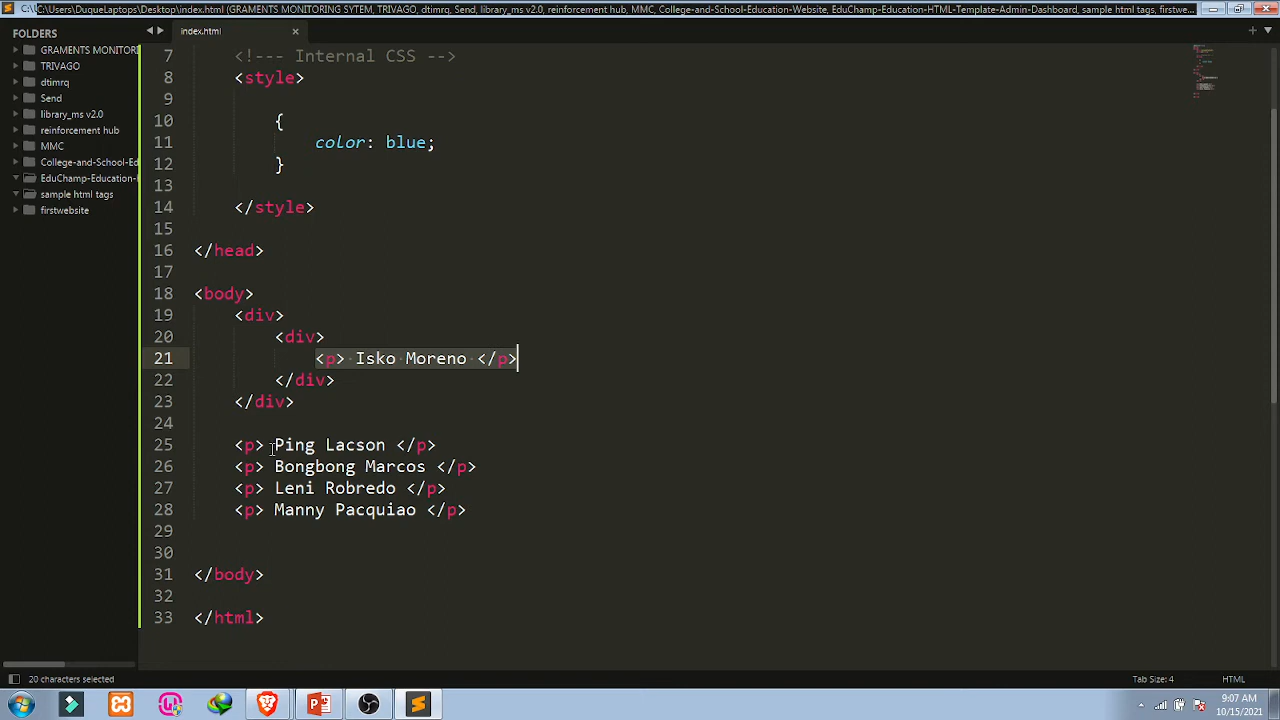 C:\Users\DuqueLaptops\Desktop\index.html (GRAMENTS MONITORING SYTEM, TRIVAGO, dtimrq, Send, library_ms v2.0, reinforcement hub, MMC, College-and-School-Education-Website, EduChamp-Education-HTML-Template-Admin-Dashboard, sample html tags, firstwe...
FOLDERS
GRAMENTS MONITOR
TRIVAGO
dtimrq
Send
library_ms v2.0
reinforcement hub
MMC
College-and-School-Ed
EduChamp-Education-
sample html tags
firstwebsite
index.html
7 <!--- Internal CSS -->
8 <style>
9
10 {
11 color: blue;
12 }
13
14 </style>
15
16 </head>
17
18 <body>
19 <div>
20 <div>
21 <p> Isko Moreno </p>
22 </div>
23 </div>
24
25 <p> Ping Lacson </p>
26 <p> Bongbong Marcos </p>
27 <p> Leni Robredo </p>
28 <p> Manny Pacquiao </p>
29
30
31 </body>
32
33 </html>
20 characters selected
Tab Size: 4
HTML
9:07 AM
10/15/2021